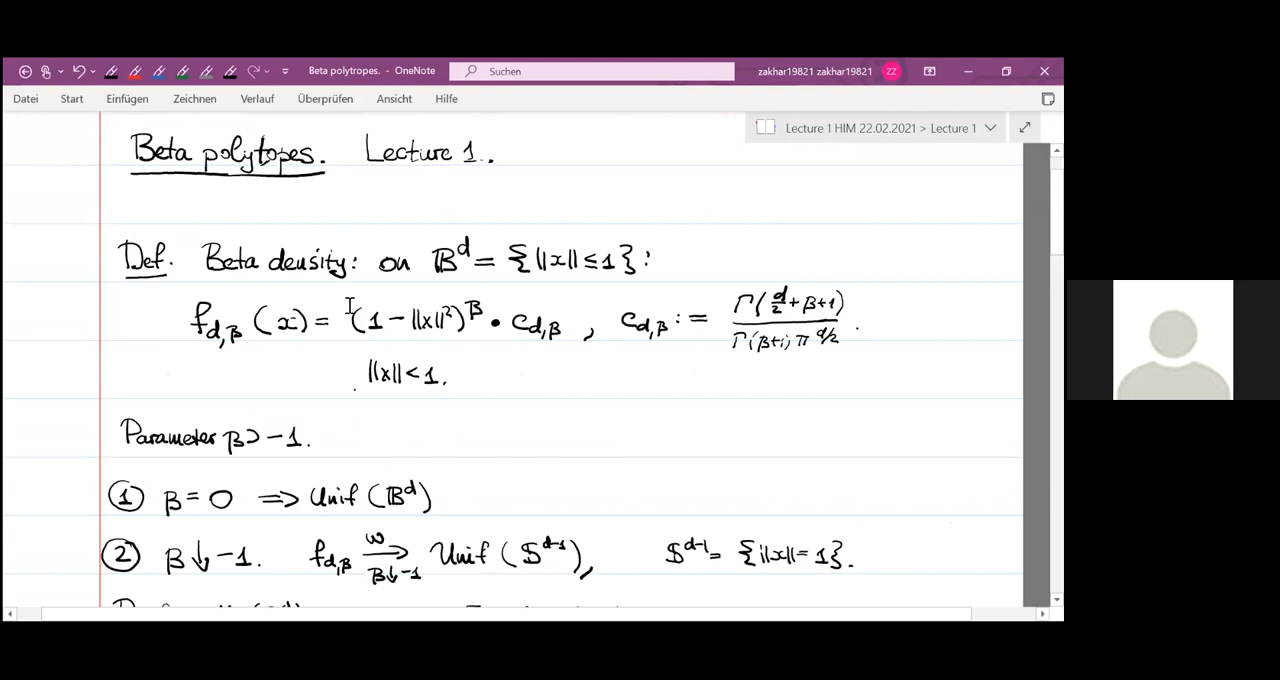 Beta polytopes. - OneNote
Suchen
zakhar19821 zakhar19821
ZZ
Datei Start Einfügen Zeichnen Verlauf Überprüfen Ansicht Hilfe
Lecture 1 HIM 22.02.2021 > Lecture 1
Beta polytopes. Lecture 1.
Def. Beta density: on 𝔹^d = {||x|| ≤ 1}:
f_{d,β}(x) = (1 - ||x||²)^β • c_{d,β}, c_{d,β} := Γ(d/2 + β + 1) / Γ(β+1) π^{d/2}.
||x|| < 1.
Parameter β > -1.
① β = 0 ⇒ Unif (𝔹^d)
② β ↓ -1. f_{d,β} →^w_{β↓-1} Unif (𝕊^{d-1}), 𝕊^{d-1} = {||x|| = 1}.